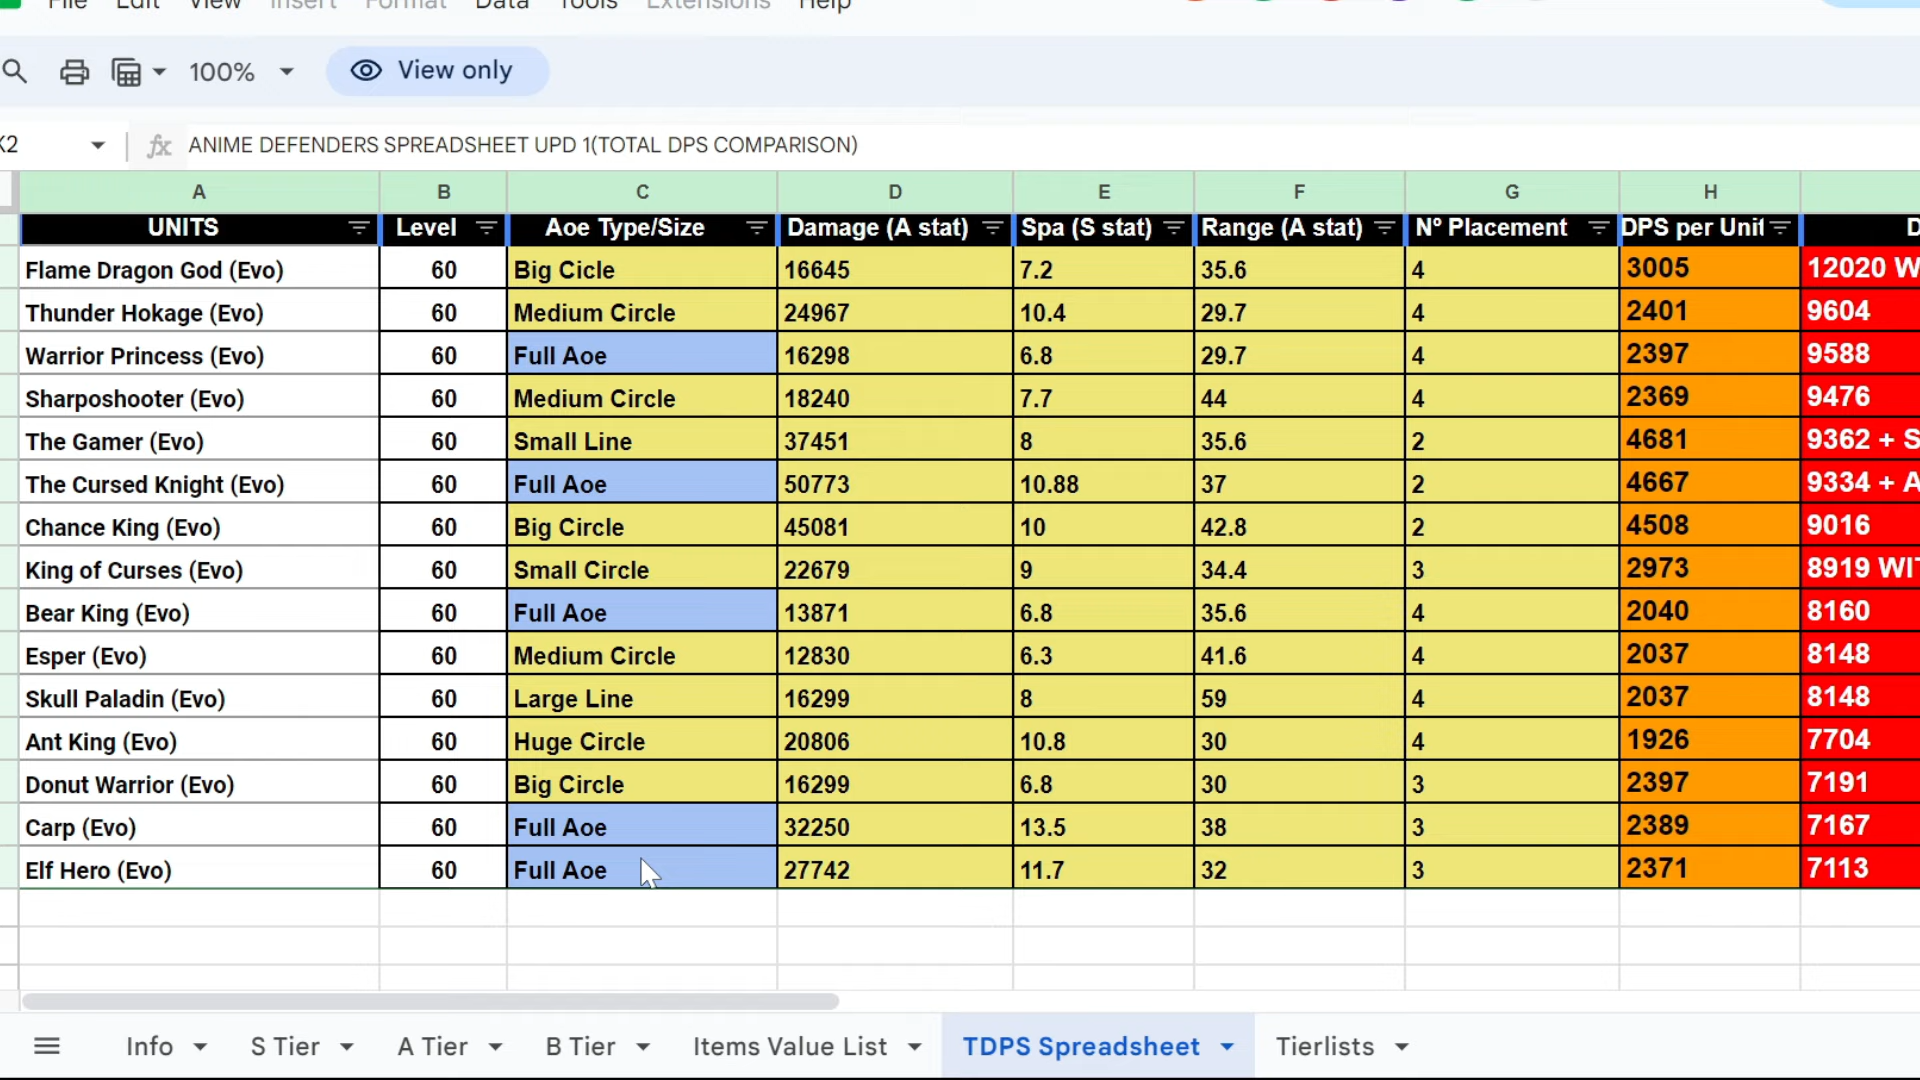 File Edit View Insert Format Data Tools Extensions Help
100% View only
K2 fx ANIME DEFENDERS SPREADSHEET UPD 1(TOTAL DPS COMPARISON)
A B C D E F G H
UNITS Level Aoe Type/Size Damage (A stat) Spa (S stat) Range (A stat) Nº Placement DPS per Unit D
Flame Dragon God (Evo) 60 Big Cicle 16645 7.2 35.6 4 3005 12020 W
Thunder Hokage (Evo) 60 Medium Circle 24967 10.4 29.7 4 2401 9604
Warrior Princess (Evo) 60 Full Aoe 16298 6.8 29.7 4 2397 9588
Sharposhooter (Evo) 60 Medium Circle 18240 7.7 44 4 2369 9476
The Gamer (Evo) 60 Small Line 37451 8 35.6 2 4681 9362 + S
The Cursed Knight (Evo) 60 Full Aoe 50773 10.88 37 2 4667 9334 + A
Chance King (Evo) 60 Big Circle 45081 10 42.8 2 4508 9016
King of Curses (Evo) 60 Small Circle 22679 9 34.4 3 2973 8919 WIT
Bear King (Evo) 60 Full Aoe 13871 6.8 35.6 4 2040 8160
Esper (Evo) 60 Medium Circle 12830 6.3 41.6 4 2037 8148
Skull Paladin (Evo) 60 Large Line 16299 8 59 4 2037 8148
Ant King (Evo) 60 Huge Circle 20806 10.8 30 4 1926 7704
Donut Warrior (Evo) 60 Big Circle 16299 6.8 30 3 2397 7191
Carp (Evo) 60 Full Aoe 32250 13.5 38 3 2389 7167
Elf Hero (Evo) 60 Full Aoe 27742 11.7 32 3 2371 7113
Info S Tier A Tier B Tier Items Value List TDPS Spreadsheet Tierlists